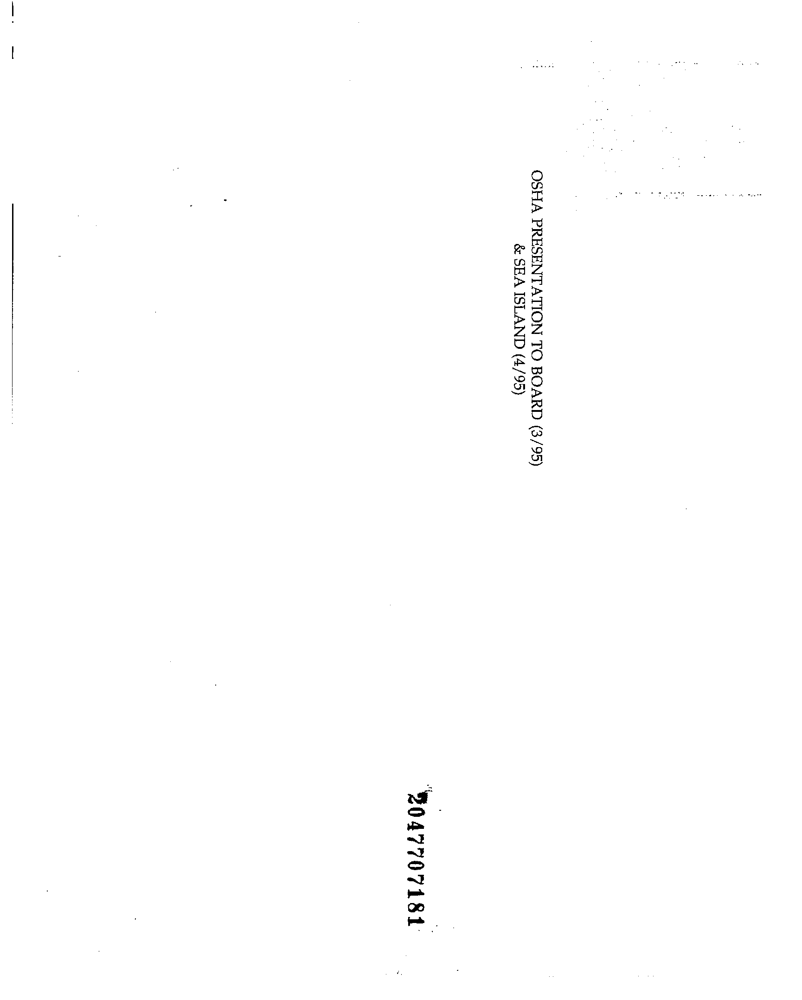 OSHA PRESENTATION TO BOARD (3/95)
& SEA ISLAND (4/95)
2047707181